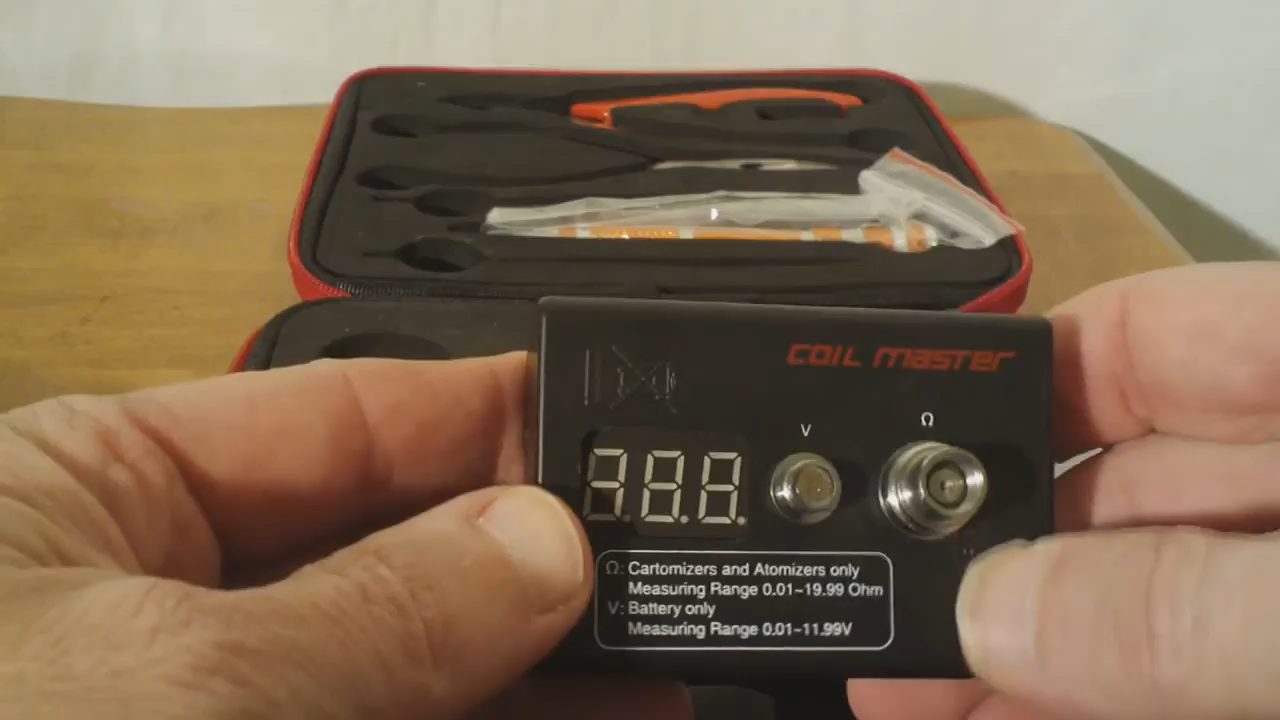 COIL MASTER
V
Ω
Ω: Cartomizers and Atomizers only
Measuring Range 0.01-19.99 Ohm
V: Battery only
Measuring Range 0.01-11.99V